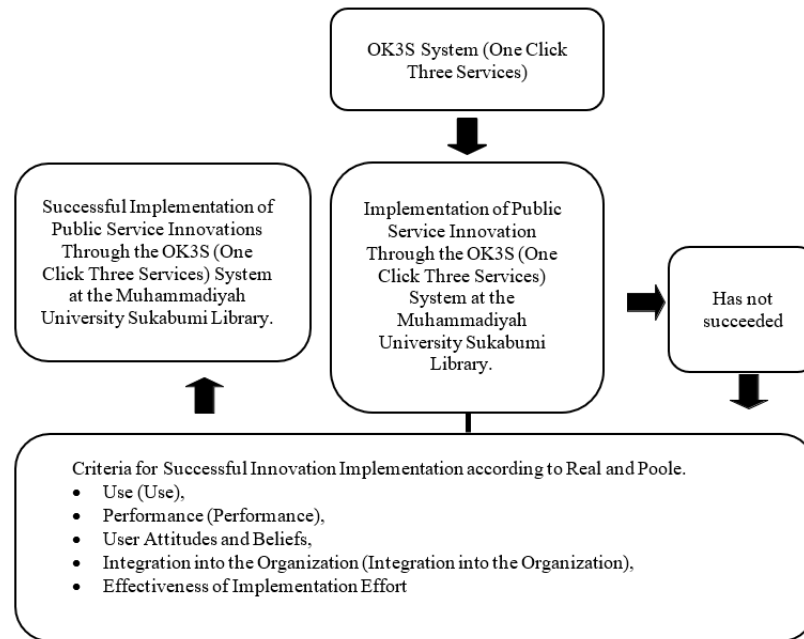 OK3S System (One Click
Three Services)
Successful Implementation of
Public Service Innovations
Through the OK3S (One
Click Three Services) System
at the Muhammadiyah
University Sukabumi Library.
Implementation of Public
Service Innovation
Through the OK3S (One
Click Three Services)
System at the
Muhammadiyah
University Sukabumi
Library.
Has not
succeeded
Criteria for Successful Innovation Implementation according to Real and Poole.
• Use (Use),
• Performance (Performance),
• User Attitudes and Beliefs,
• Integration into the Organization (Integration into the Organization),
• Effectiveness of Implementation Effort